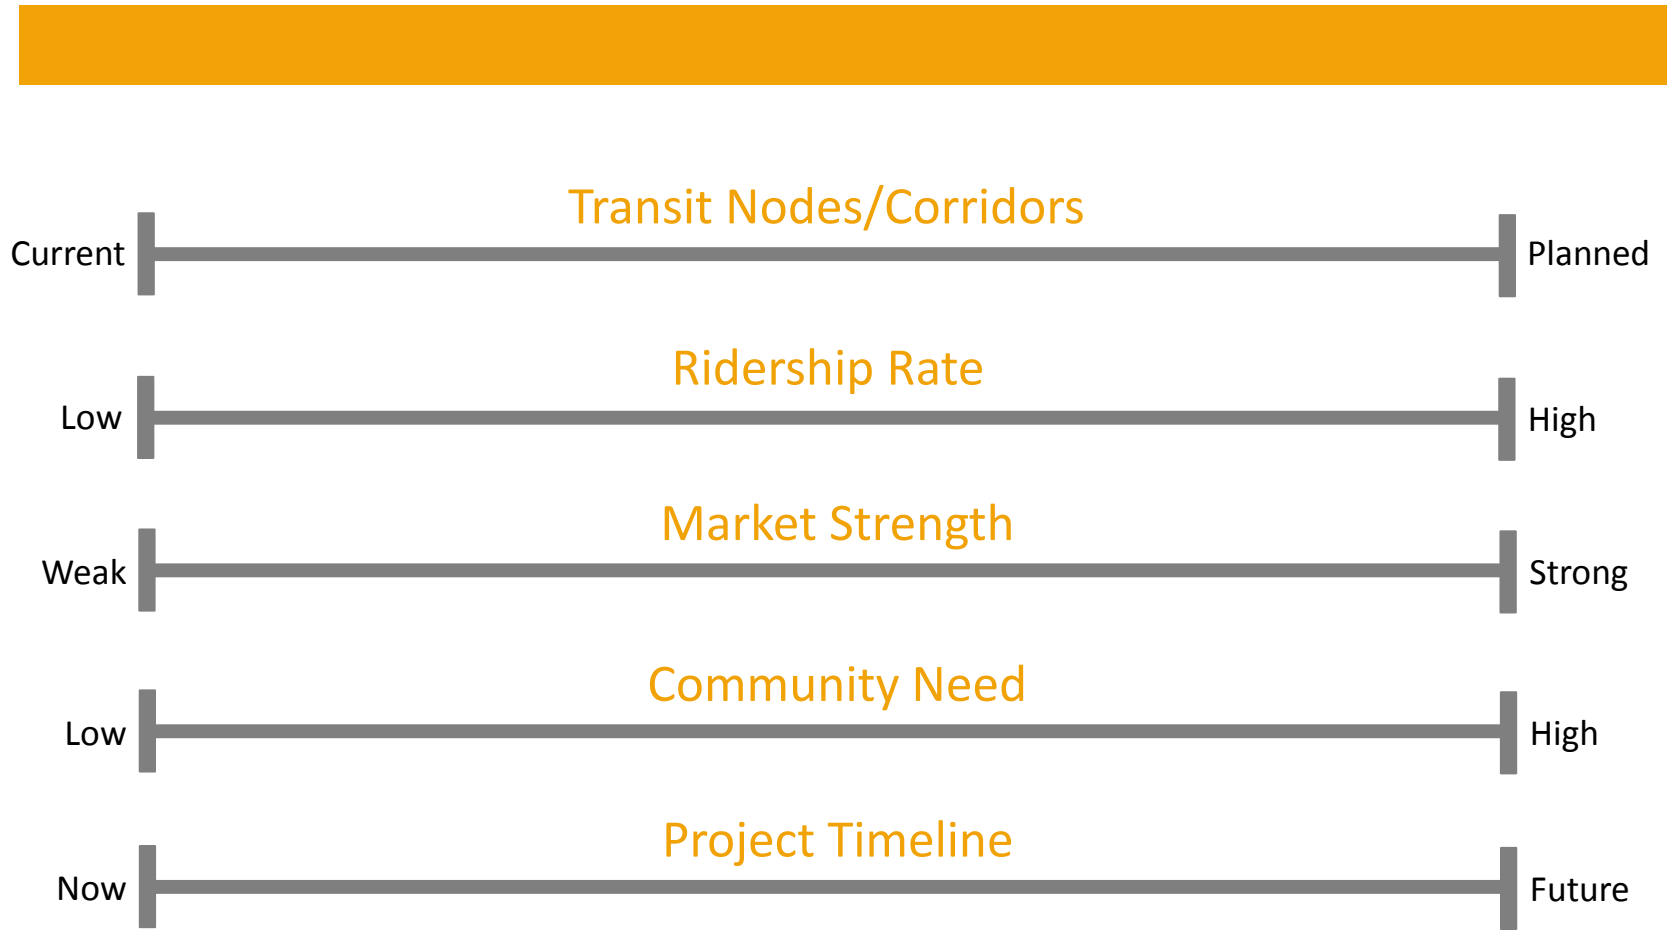 Transit Nodes/Corridors
Current
Planned
Ridership Rate
Low
High
Market Strength
Weak
Strong
Community Need
Low
High
Project Timeline
Now
Future